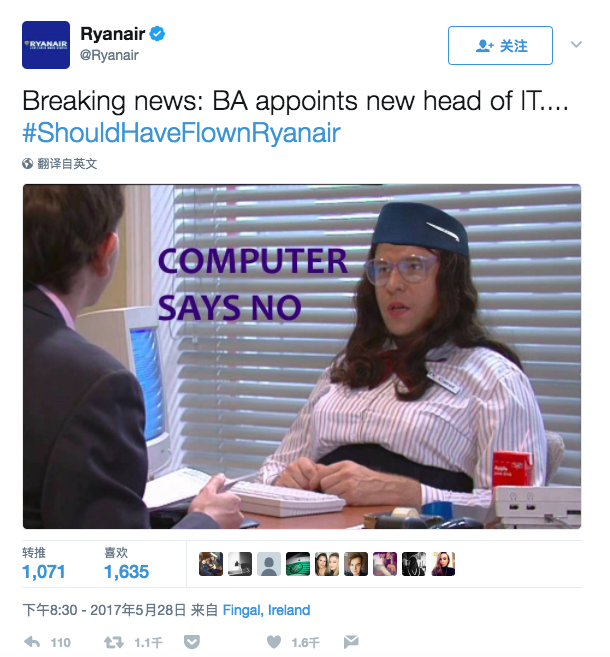 Ryanair
@Ryanair
关注
RYANAIR
Breaking news: BA appoints new head of IT....
#ShouldHaveFlownRyanair
翻译自英文
COMPUTER
SAYS NO
转推
喜欢
1,071
1,635
下午8:30 - 2017年5月28日 来自 Fingal, Ireland
110
1.1千
1.6千